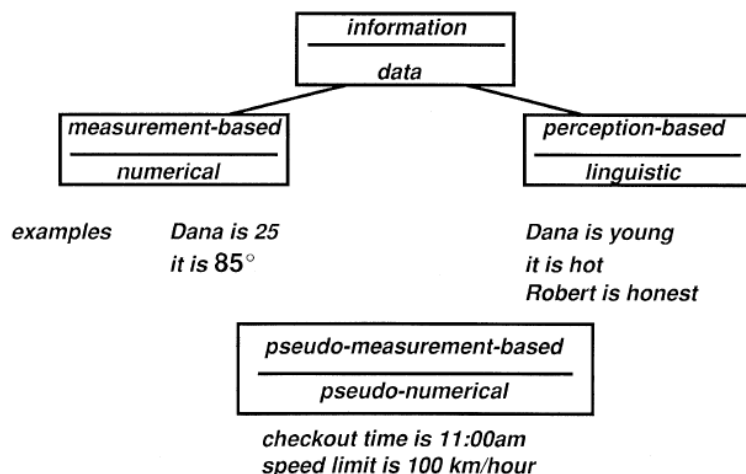 information
data
measurement-based
numerical
perception-based
linguistic
examples
Dana is 25
it is 85°
Dana is young
it is hot
Robert is honest
pseudo-measurement-based
pseudo-numerical
checkout time is 11:00am
speed limit is 100 km/hour